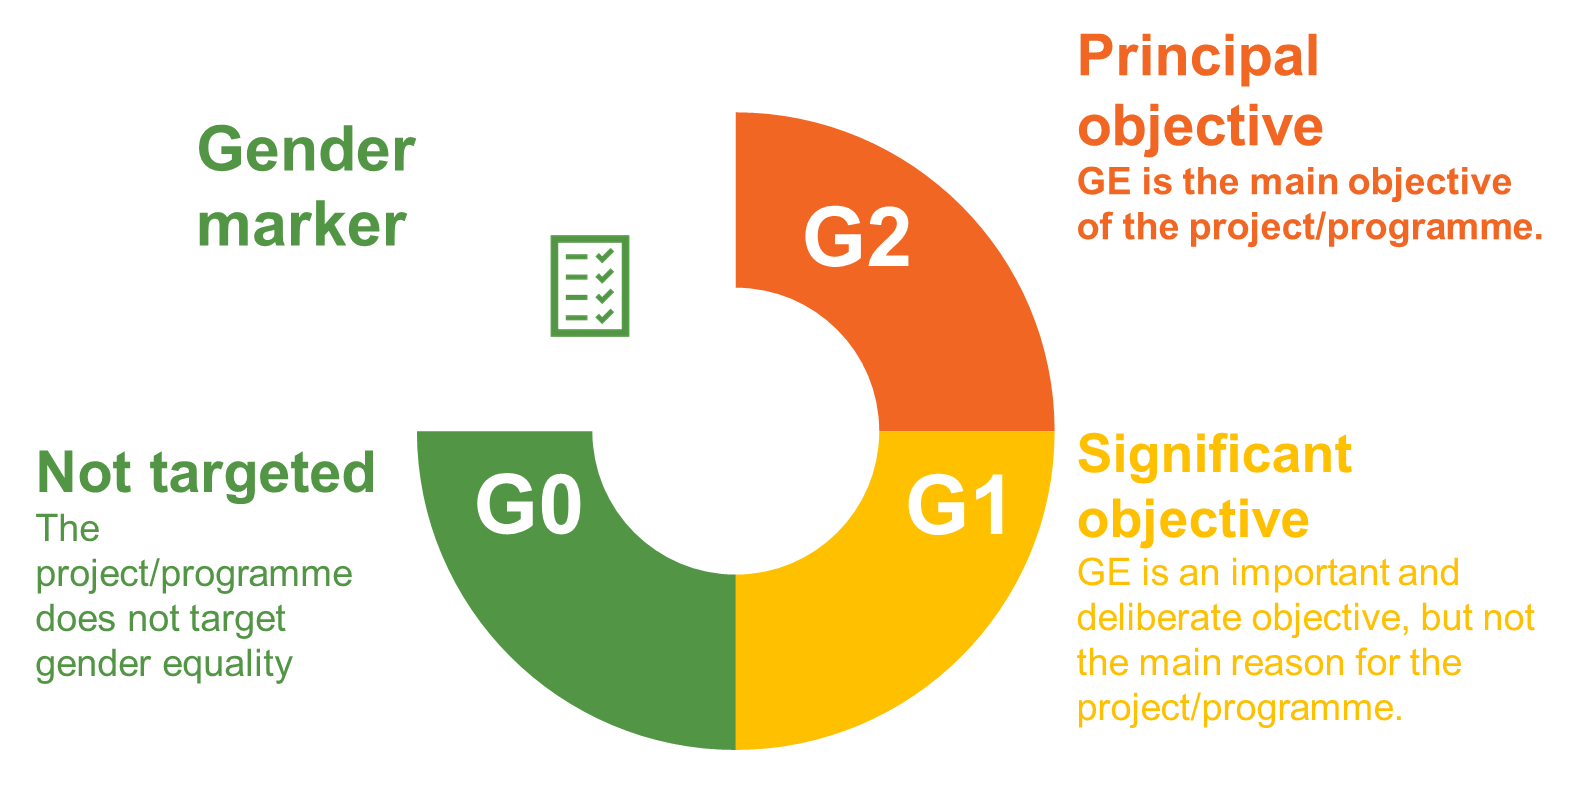 Gender
marker
G2
Principal
objective
GE is the main objective
of the project/programme.
G1
Significant
objective
GE is an important and
deliberate objective, but not
the main reason for the
project/programme.
G0
Not targeted
The
project/programme
does not target
gender equality